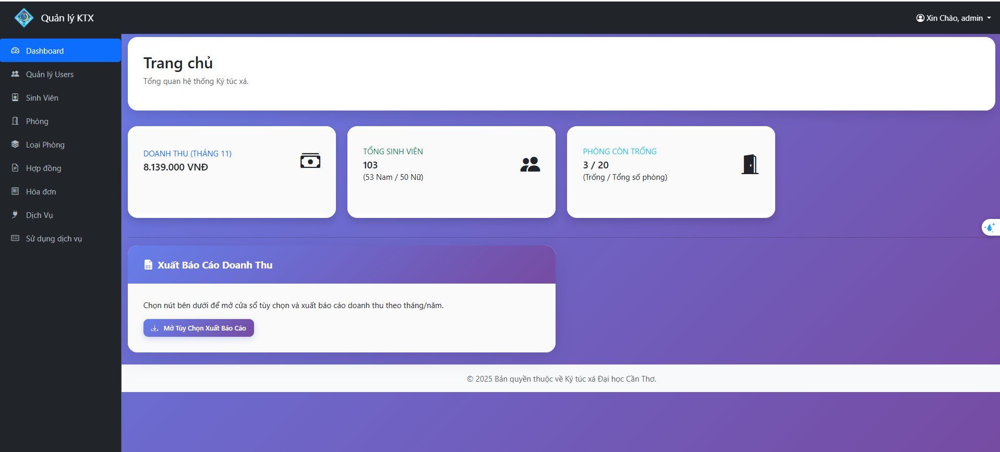 Quản lý KTX
Xin Chào, admin
Dashboard
Quản lý Users
Sinh Viên
Phòng
Loại Phòng
Hợp đồng
Hóa đơn
Dịch Vụ
Sử dụng dịch vụ
Trang chủ
Tổng quan hệ thống Ký túc xá.
DOANH THU (THÁNG 11)
8.139.000 VNĐ
TỔNG SINH VIÊN
103
(53 Nam / 50 Nữ)
PHÒNG CÒN TRỐNG
3 / 20
(Trống / Tổng số phòng)
Xuất Báo Cáo Doanh Thu
Chọn nút bên dưới để mở cửa sổ tùy chọn và xuất báo cáo doanh thu theo tháng/năm.
Mở Tùy Chọn Xuất Báo Cáo
© 2025 Bản quyền thuộc về Ký túc xá Đại học Cần Thơ.